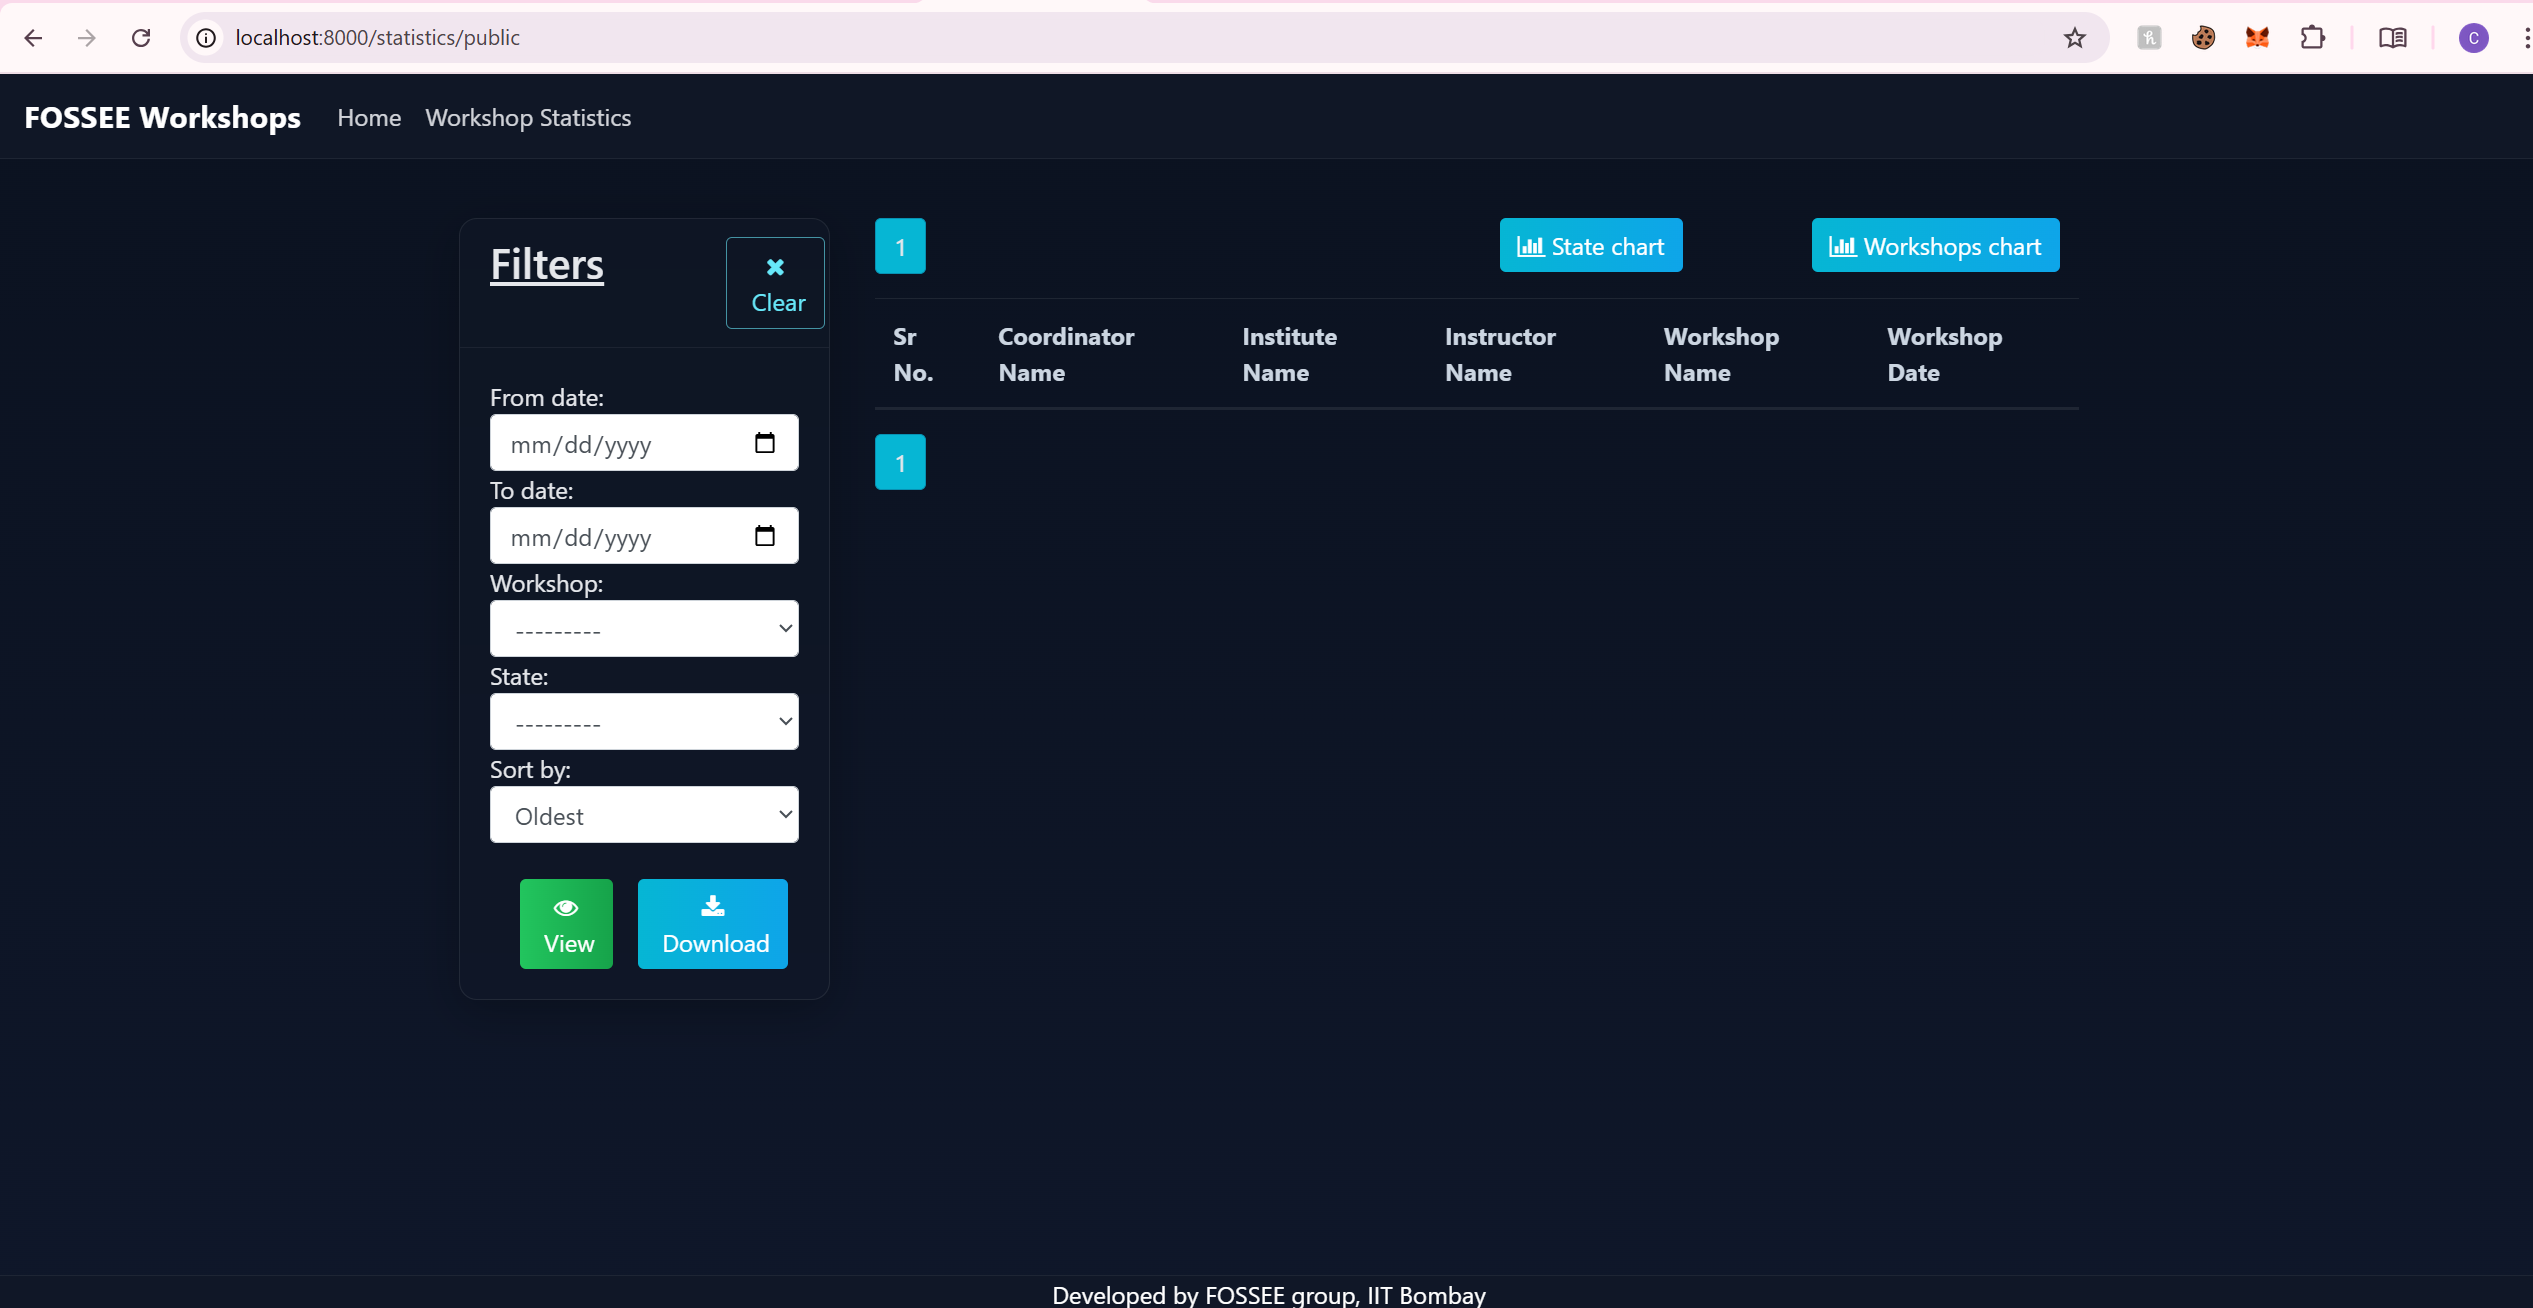 localhost:8000/statistics/public
C
FOSSEE Workshops
Home
Workshop Statistics
Filters
Clear
From date:
mm/dd/yyyy
To date:
mm/dd/yyyy
Workshop:
---------
State:
---------
Sort by:
Oldest
View
Download
1
State chart
Workshops chart
Sr No.
Coordinator Name
Institute Name
Instructor Name
Workshop Name
Workshop Date
1
Developed by FOSSEE group, IIT Bombay